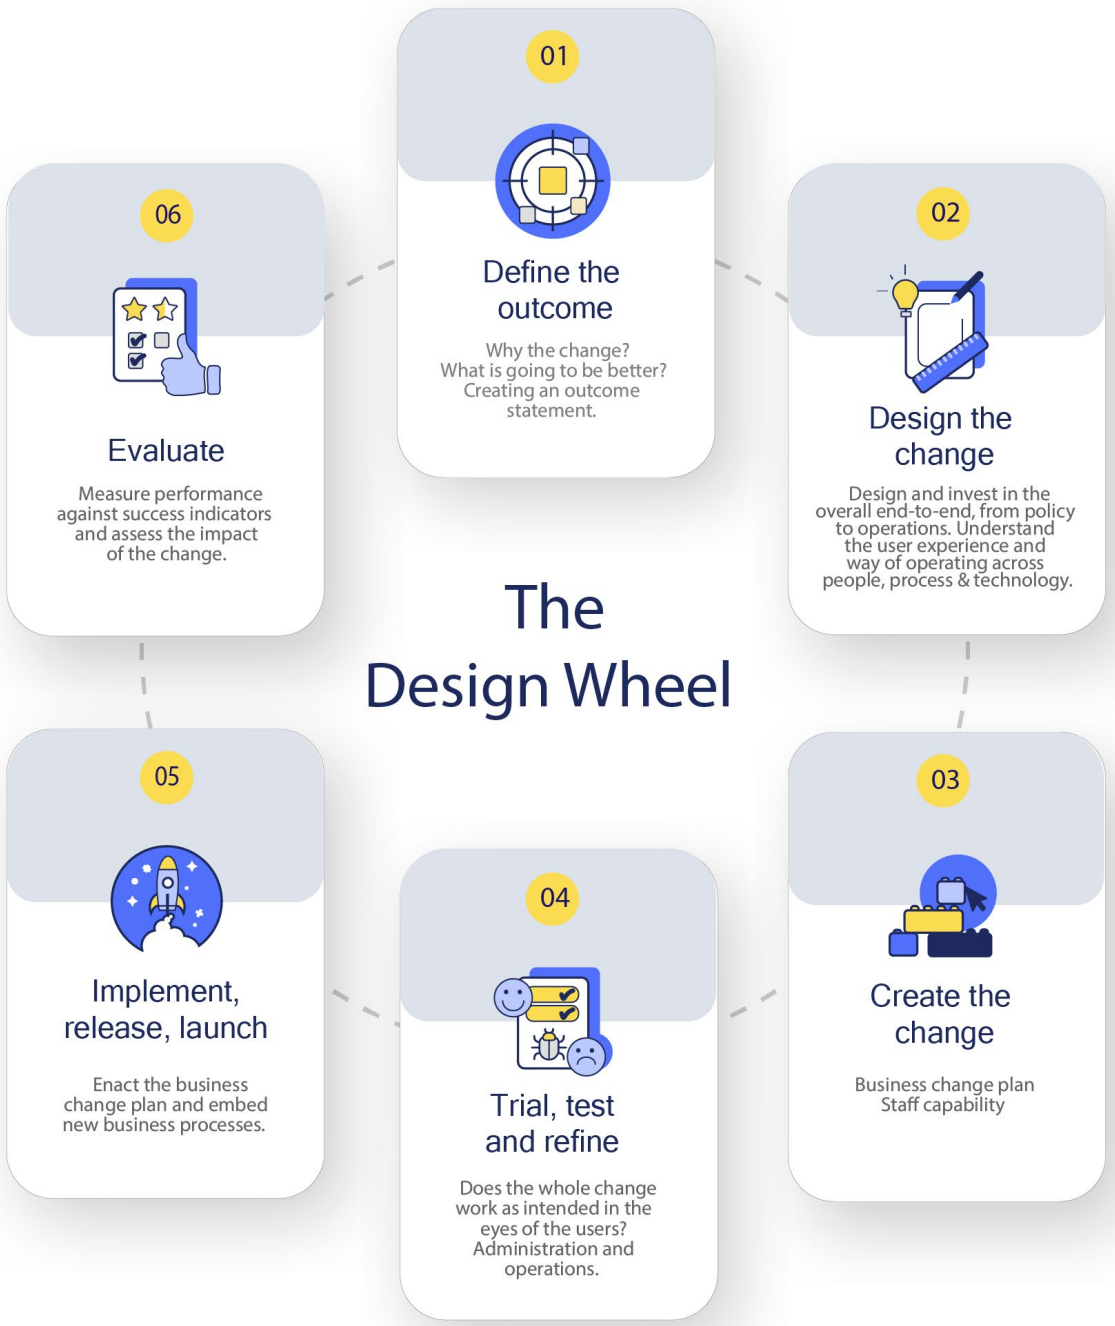 01
Define the
outcome
Why the change?
What is going to be better?
Creating an outcome
statement.
02
Design the
change
Design and invest in the
overall end-to-end, from policy
to operations. Understand
the user experience and
way of operating across
people, process & technology.
03
Create the
change
Business change plan
Staff capability
04
Trial, test
and refine
Does the whole change
work as intended in the
eyes of the users?
Administration and
operations.
05
Implement,
release, launch
Enact the business
change plan and embed
new business processes.
06
Evaluate
Measure performance
against success indicators
and assess the impact
of the change.
The
Design Wheel